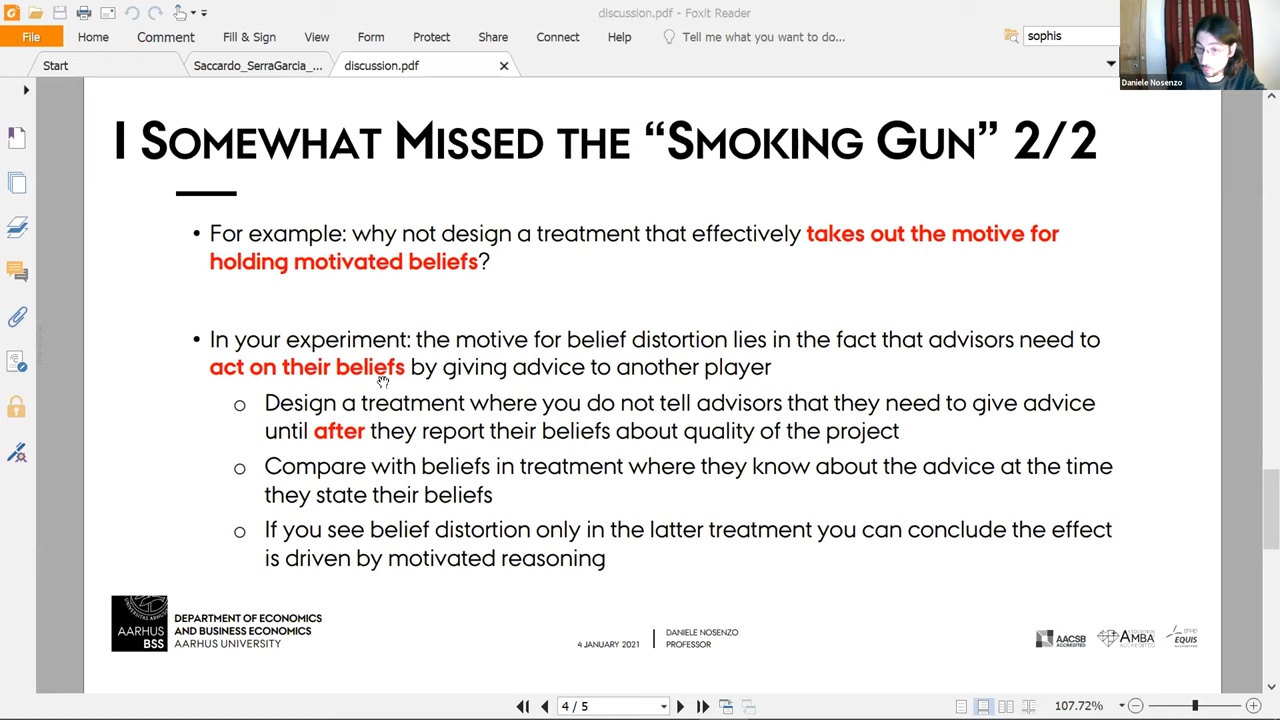 discussion.pdf - Foxit Reader
File Home Comment Fill & Sign View Form Protect Share Connect Help Tell me what you want to do... sophis
Start Saccardo_SerraGarcia_... discussion.pdf
Daniele Nosenzo
I SOMEWHAT MISSED THE “SMOKING GUN” 2/2
• For example: why not design a treatment that effectively takes out the motive for
holding motivated beliefs?
• In your experiment: the motive for belief distortion lies in the fact that advisors need to
act on their beliefs by giving advice to another player
o Design a treatment where you do not tell advisors that they need to give advice
until after they report their beliefs about quality of the project
o Compare with beliefs in treatment where they know about the advice at the time
they state their beliefs
o If you see belief distortion only in the latter treatment you can conclude the effect
is driven by motivated reasoning
AARHUS
BSS
DEPARTMENT OF ECONOMICS
AND BUSINESS ECONOMICS
AARHUS UNIVERSITY
4 JANUARY 2021
DANIELE NOSENZO
PROFESSOR
AACSB
ACCREDITED
AMBA
EQUIS
4 / 5
107.72%